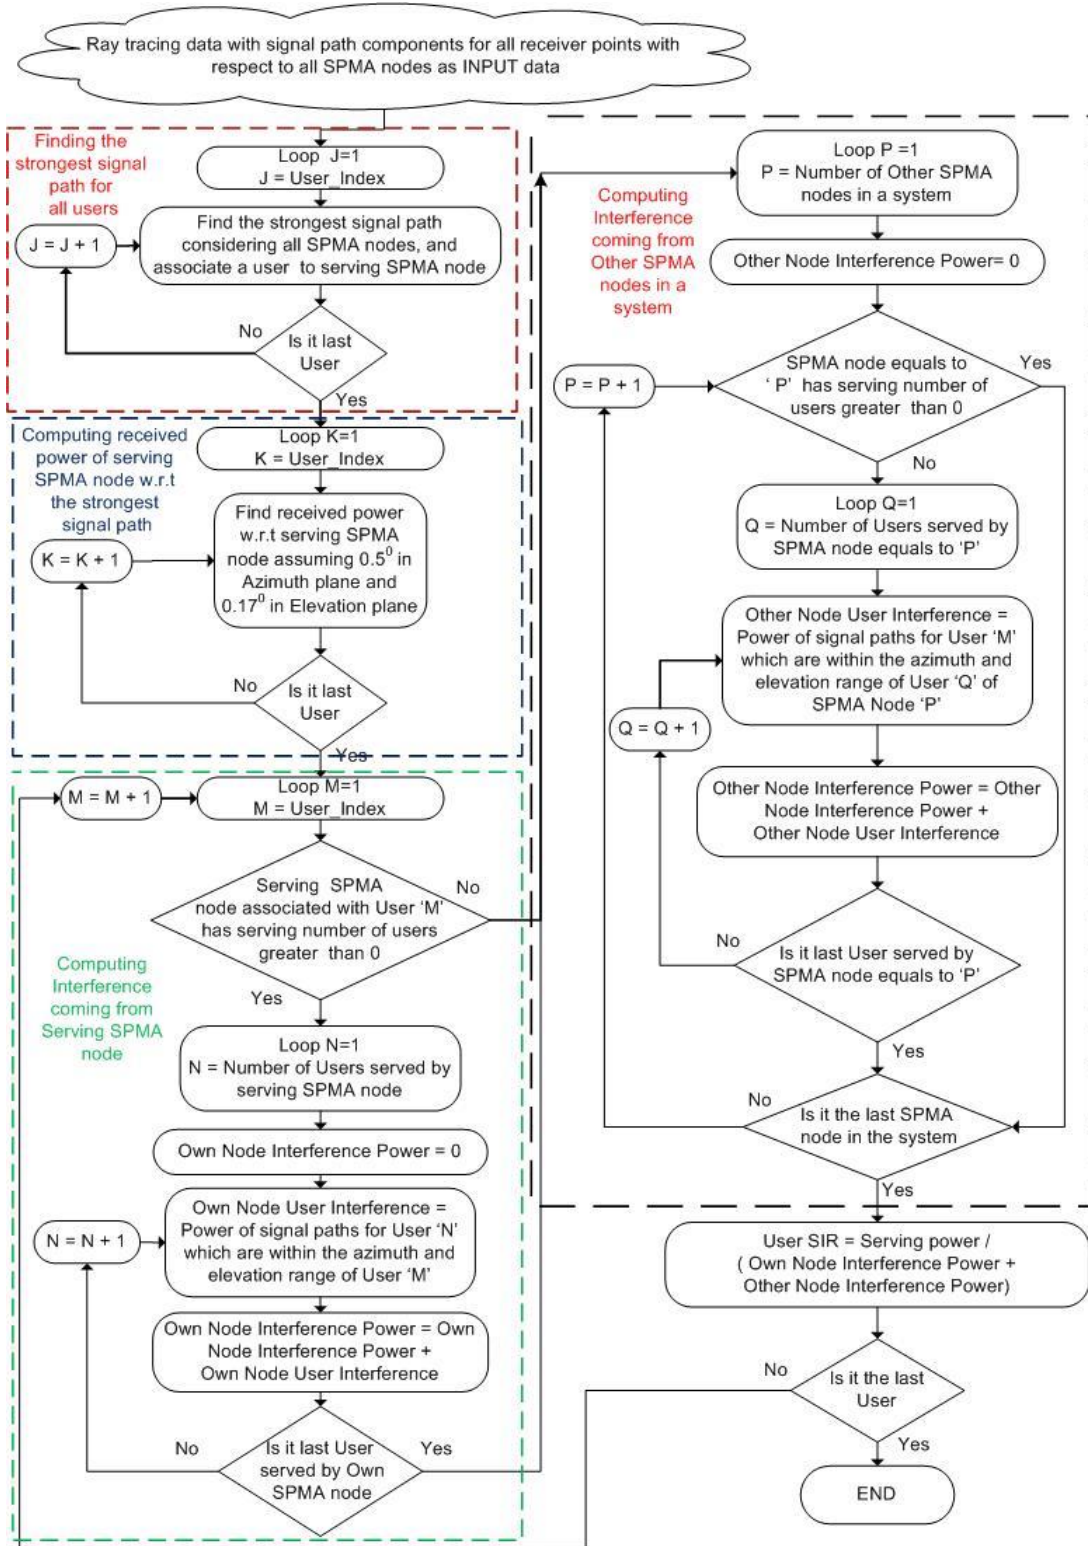 Ray tracing data with signal path components for all receiver points with
respect to all SPMA nodes as INPUT data
Finding the
strongest signal
path for
all users
Loop J=1
J = User_Index
J = J + 1
Find the strongest signal path
considering all SPMA nodes, and
associate a user to serving SPMA node
No
Is it last
User
Yes
Computing received
power of serving
SPMA node w.r.t
the strongest
signal path
Loop K=1
K = User_Index
K = K + 1
Find received power
w.r.t serving SPMA
node assuming 0.5⁰ in
Azimuth plane and
0.17⁰ in Elevation plane
No
Is it last
User
Yes
M = M + 1
Loop M=1
M = User_Index
Serving SPMA
node associated with User ‘M’
has serving number of users
greater than 0
No
Yes
Computing
Interference
coming from
Serving SPMA
node
Loop N=1
N = Number of Users served by
serving SPMA node
Own Node Interference Power = 0
N = N + 1
Own Node User Interference =
Power of signal paths for User ‘N’
which are within the azimuth and
elevation range of User ‘M’
Own Node Interference Power = Own
Node Interference Power +
Own Node User Interference
No
Is it last User
served by Own
SPMA node
Yes
Computing
Interference
coming from
Other SPMA
nodes in a
system
Loop P =1
P = Number of Other SPMA
nodes in a system
Other Node Interference Power= 0
P = P + 1
SPMA node equals to
‘ P’ has serving number of
users greater than 0
Yes
No
Loop Q=1
Q = Number of Users served by
SPMA node equals to ‘P’
Other Node User Interference =
Power of signal paths for User ‘M’
which are within the azimuth and
elevation range of User ‘Q’ of
SPMA Node ‘P’
Q = Q + 1
Other Node Interference Power = Other
Node Interference Power +
Other Node User Interference
No
Is it last User served by
SPMA node equals to ‘P’
Yes
No
Is it the last SPMA
node in the system
Yes
User SIR = Serving power /
( Own Node Interference Power +
Other Node Interference Power)
No
Is it the last
User
Yes
END